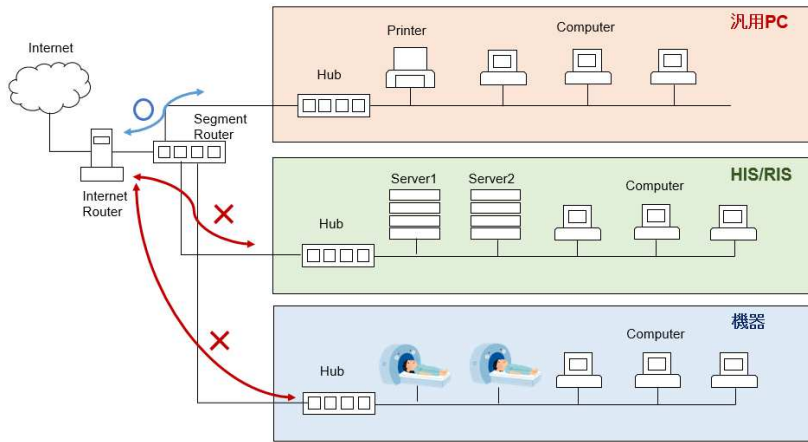 Internet
Internet
Router
Segment
Router
汎用PC
Printer
Computer
Hub
HIS/RIS
Server1
Server2
Computer
Hub
機器
Computer
Hub